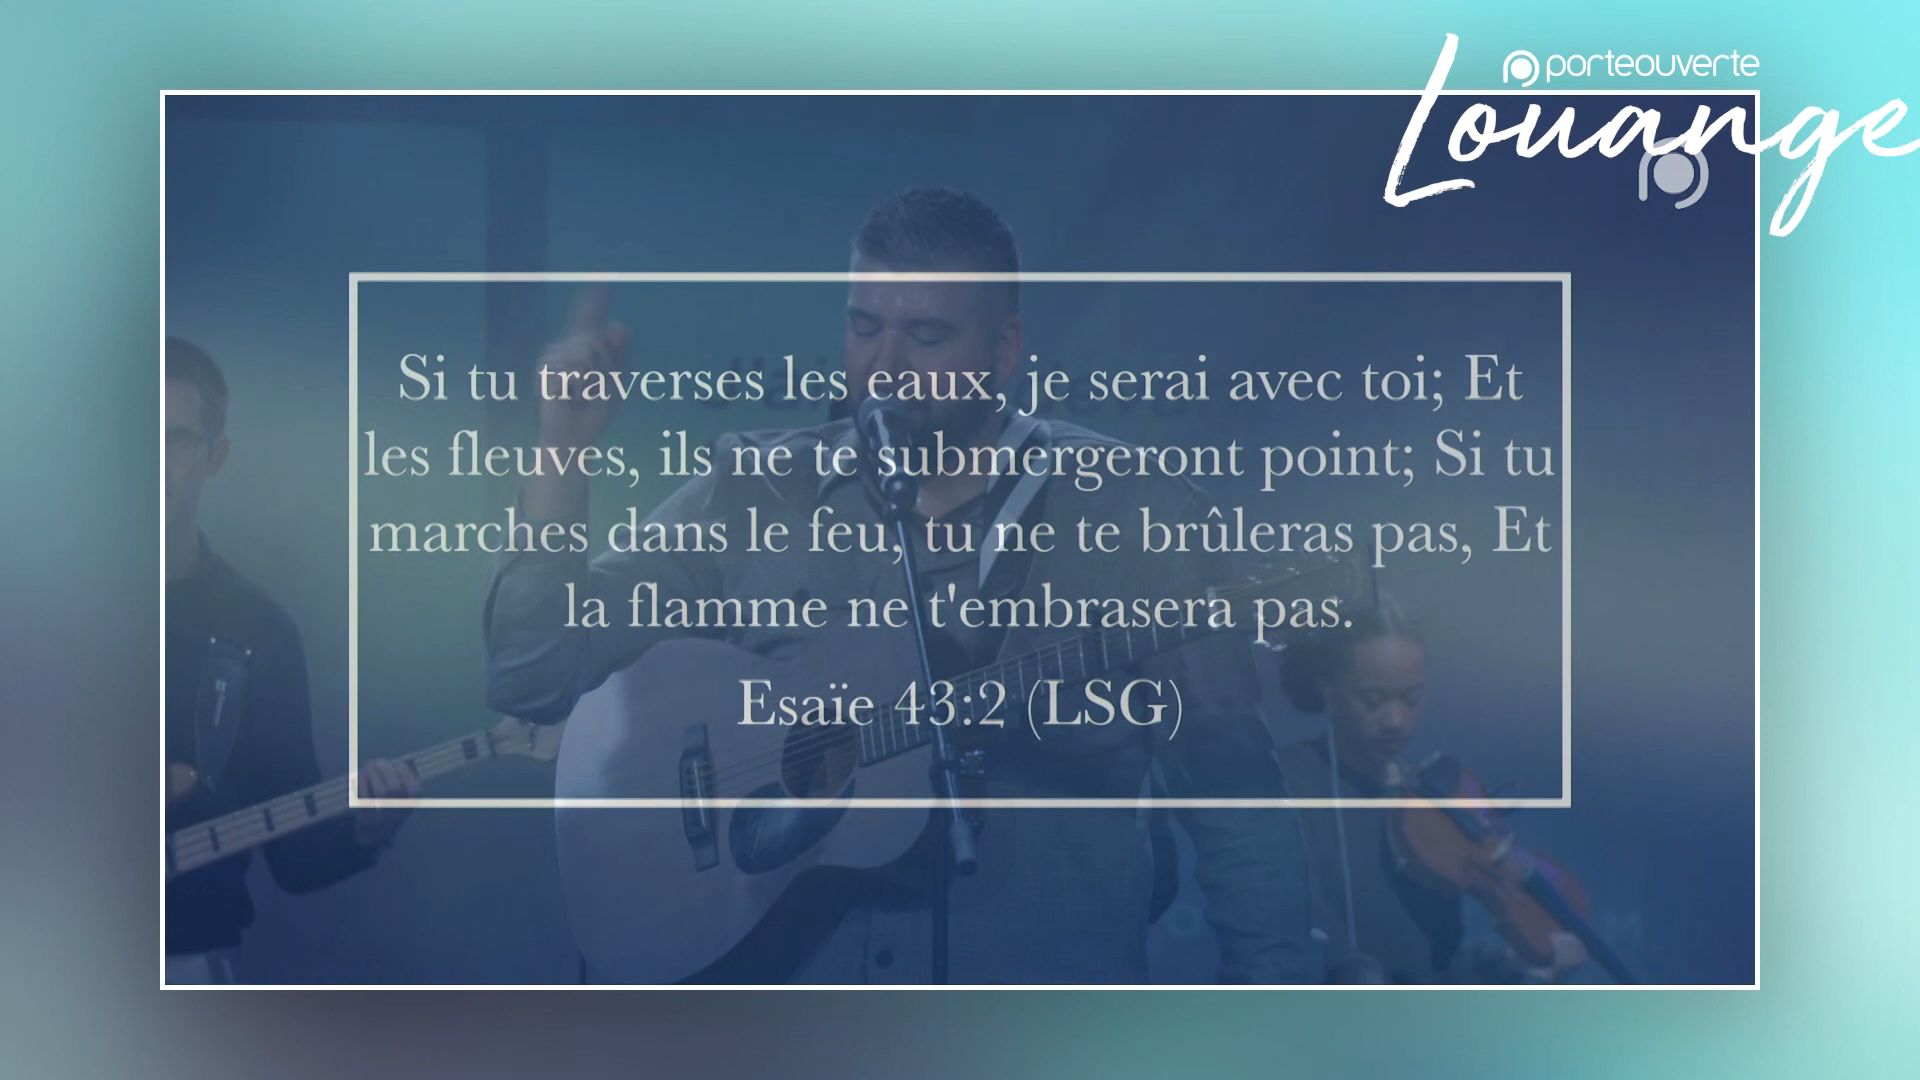 porteouverte
Louange
Si tu traverses les eaux, je serai avec toi; Et
les fleuves, ils ne te submergeront point; Si tu
marches dans le feu, tu ne te brûleras pas, Et
la flamme ne t'embrasera pas.
Esaïe 43:2 (LSG)